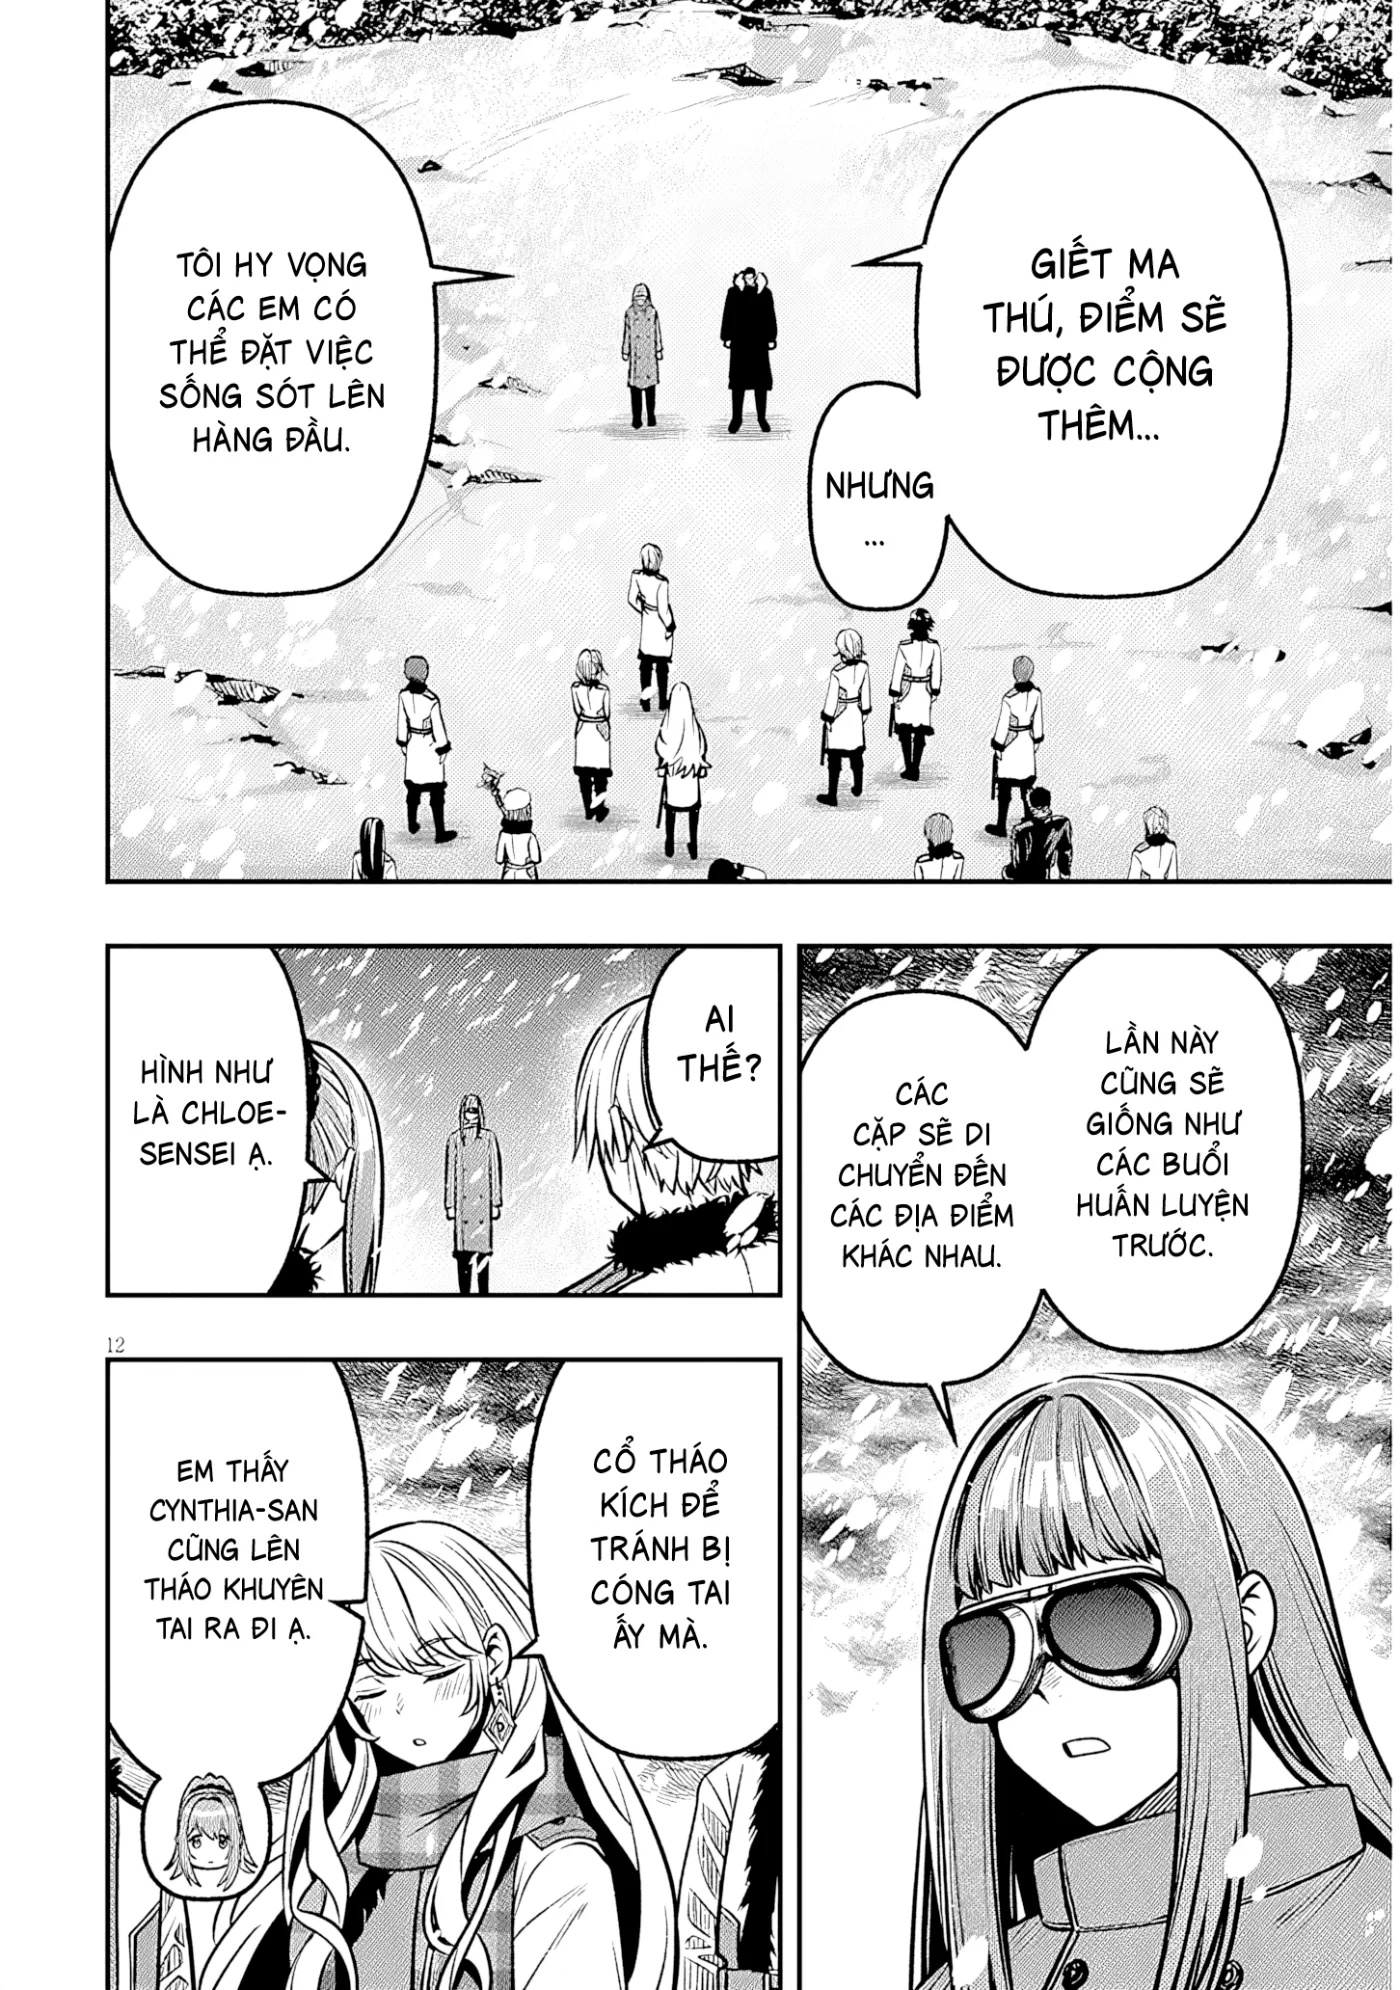 GIẾT MA
THÚ, ĐIỂM SẼ
ĐƯỢC CỘNG
THÊM...
NHƯNG
...
TÔI HY VỌNG
CÁC EM CÓ
THỂ ĐẶT VIỆC
SỐNG SÓT LÊN
HÀNG ĐẦU.
LẦN NÀY
CŨNG SẼ
GIỐNG NHƯ
CÁC BUỔI
HUẤN LUYỆN
TRƯỚC.
CÁC
CẶP SẼ DI
CHUYỂN ĐẾN
CÁC ĐỊA ĐIỂM
KHÁC NHAU.
AI
THẾ?
HÌNH NHƯ
LÀ CHLOE-
SENSEI Ạ.
12
CỔ THÁO
KÍCH ĐỂ
TRÁNH BỊ
CÓNG TAI
ẤY MÀ.
EM THẤY
CYNTHIA-SAN
CŨNG LÊN
THÁO KHUYÊN
TAI RA ĐI Ạ.